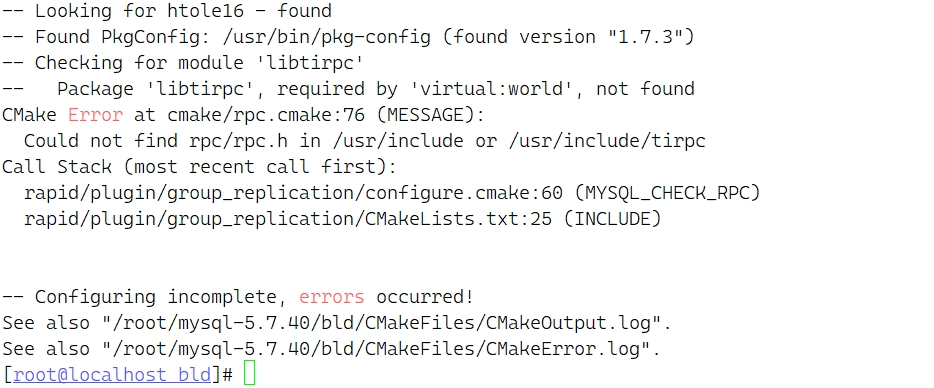 -- Looking for htole16 - found
-- Found PkgConfig: /usr/bin/pkg-config (found version "1.7.3")
-- Checking for module 'libtirpc'
--   Package 'libtirpc', required by 'virtual:world', not found
CMake Error at cmake/rpc.cmake:76 (MESSAGE):
  Could not find rpc/rpc.h in /usr/include or /usr/include/tirpc
Call Stack (most recent call first):
  rapid/plugin/group_replication/configure.cmake:60 (MYSQL_CHECK_RPC)
  rapid/plugin/group_replication/CMakeLists.txt:25 (INCLUDE)
-- Configuring incomplete, errors occurred!
See also "/root/mysql-5.7.40/bld/CMakeFiles/CMakeOutput.log".
See also "/root/mysql-5.7.40/bld/CMakeFiles/CMakeError.log".
[root@localhost bld]#